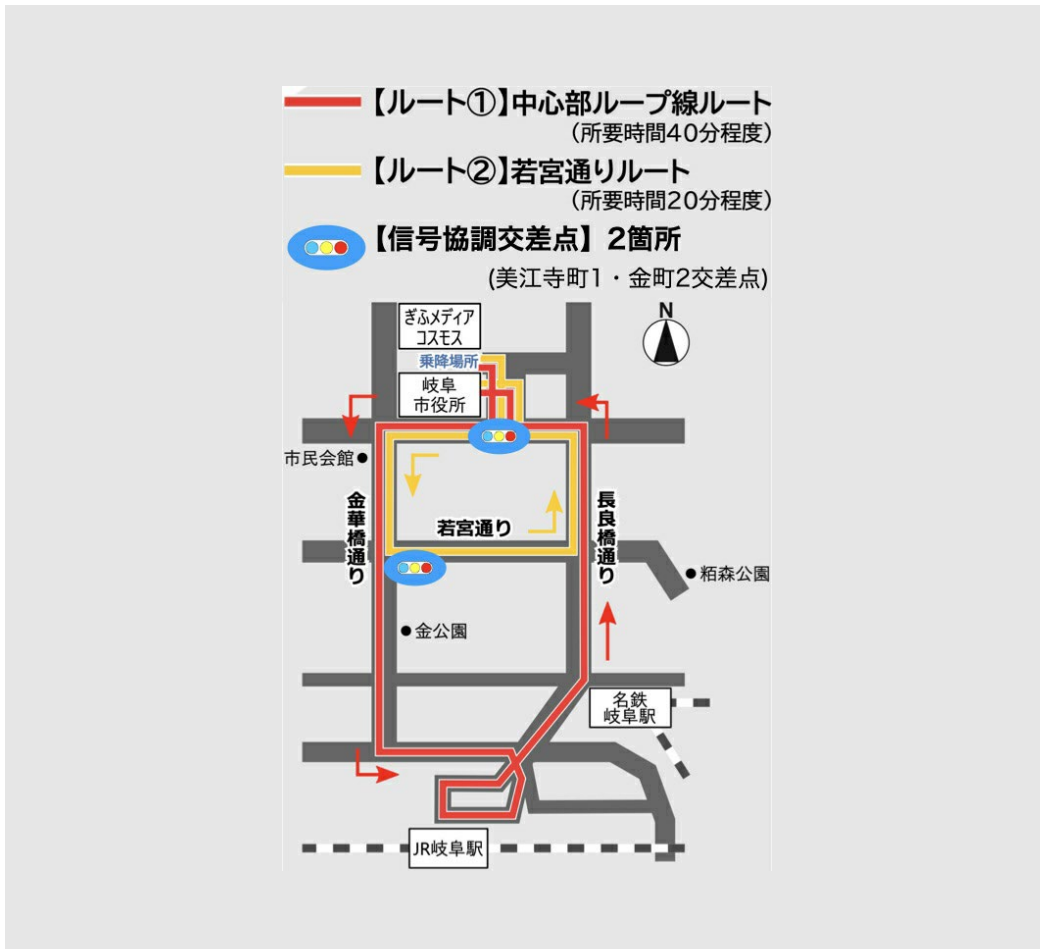 【ルート①】中心部ループ線ルート
(所要時間40分程度)
【ルート②】若宮通りルート
(所要時間20分程度)
【信号協調交差点】2箇所
(美江寺町1・金町2交差点)
N
ぎふメディア
コスモス
乗降場所
岐阜
市役所
市民会館
金華橋通り
若宮通り
長良橋通り
粕森公園
金公園
名鉄
岐阜駅
JR岐阜駅